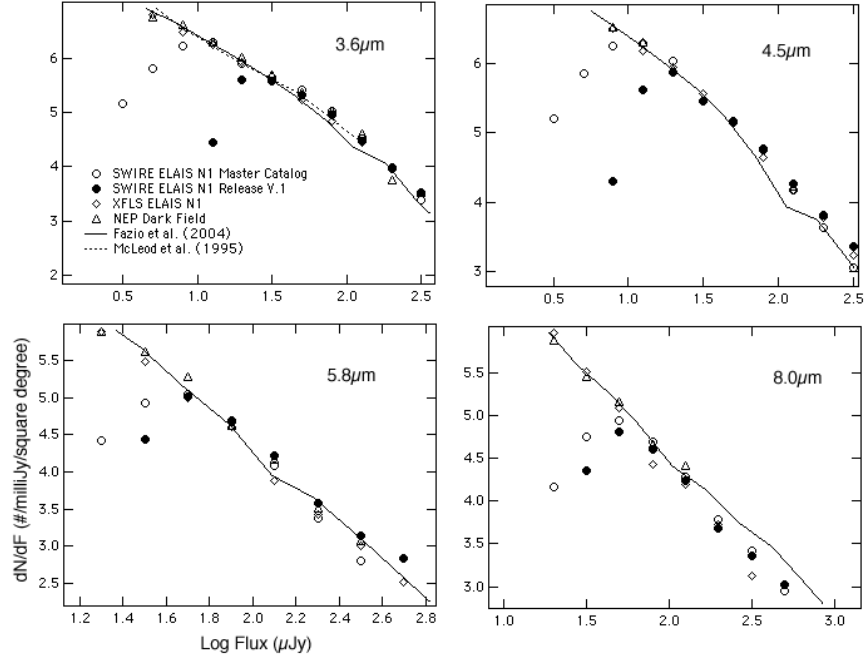 3.6μm
6
5
4
3
2
SWIRE ELAIS N1 Master Catalog
SWIRE ELAIS N1 Release V.1
XFLS ELAIS N1
NEP Dark Field
Fazio et al. (2004)
McLeod et al. (1995)
0.5 1.0 1.5 2.0 2.5
4.5μm
6
5
4
3
0.5 1.0 1.5 2.0 2.5
dN/dF (#/milliJy/square degree)
5.8μm
5.5
5.0
4.5
4.0
3.5
3.0
2.5
1.2 1.4 1.6 1.8 2.0 2.2 2.4 2.6 2.8
8.0μm
5.5
5.0
4.5
4.0
3.5
3.0
1.0 1.5 2.0 2.5 3.0
Log Flux (μJy)